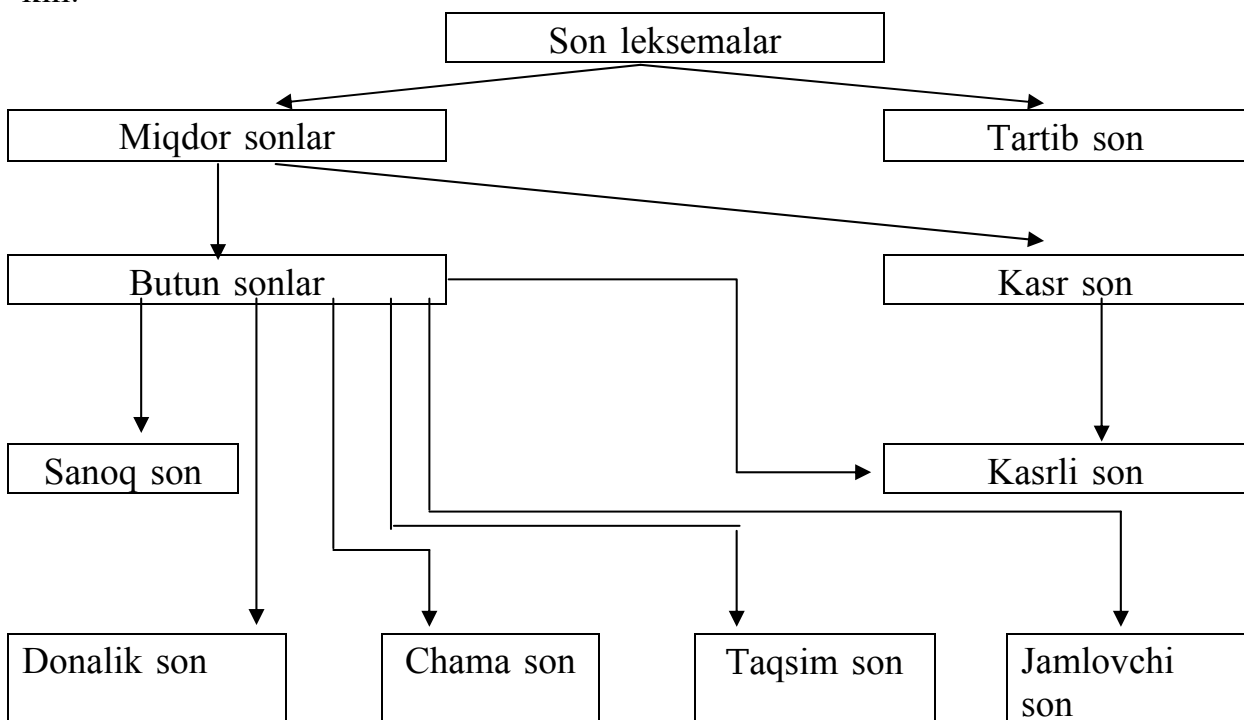 Son leksemalar
Miqdor sonlar
Tartib son
Butun sonlar
Kasr son
Sanoq son
Kasrli son
Donalik son
Chama son
Taqsim son
Jamlovchi
son